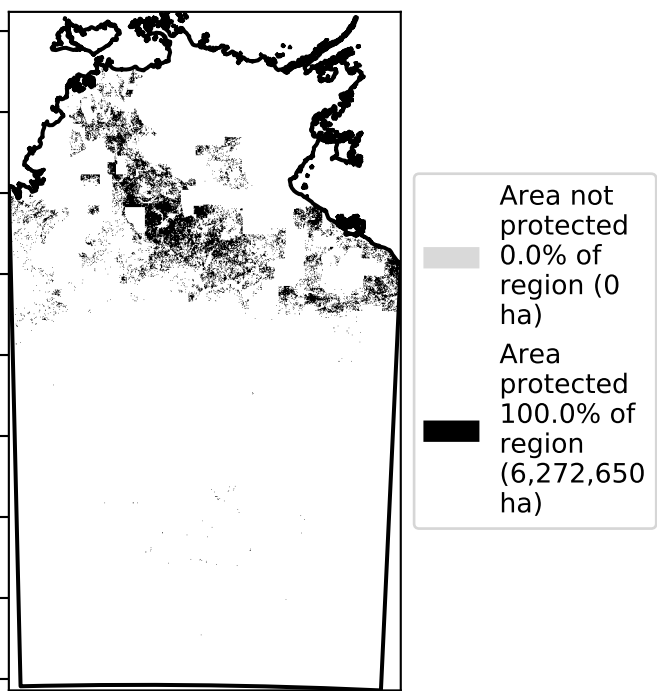 Area not
protected
0.0% of
region (0
ha)
Area
protected
100.0% of
region
(6,272,650
ha)